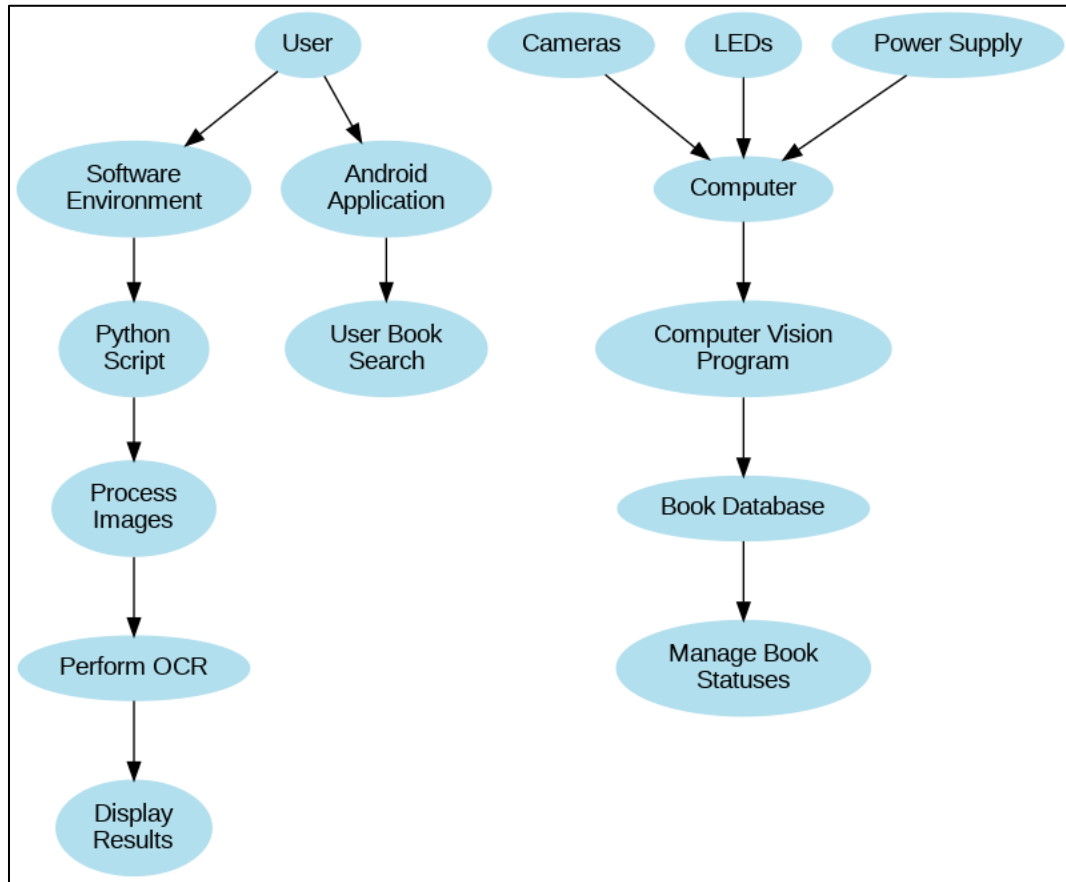 User
Cameras
LEDs
Power Supply
Software
Environment
Android
Application
Computer
Python
Script
User Book
Search
Computer Vision
Program
Process
Images
Book Database
Perform OCR
Manage Book
Statuses
Display
Results